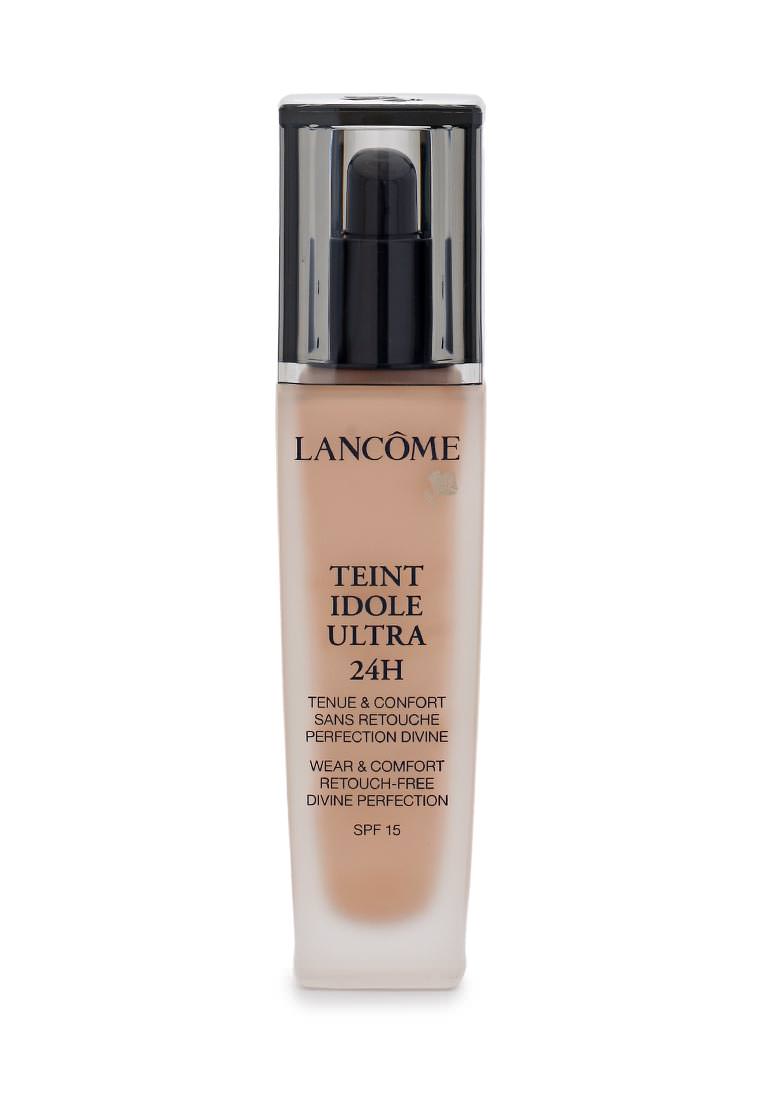 LANCÔME
TEINT
IDOLE
ULTRA
24H
TENUE & CONFORT
SANS RETOUCHE
PERFECTION DIVINE
WEAR & COMFORT
RETOUCH-FREE
DIVINE PERFECTION
SPF 15